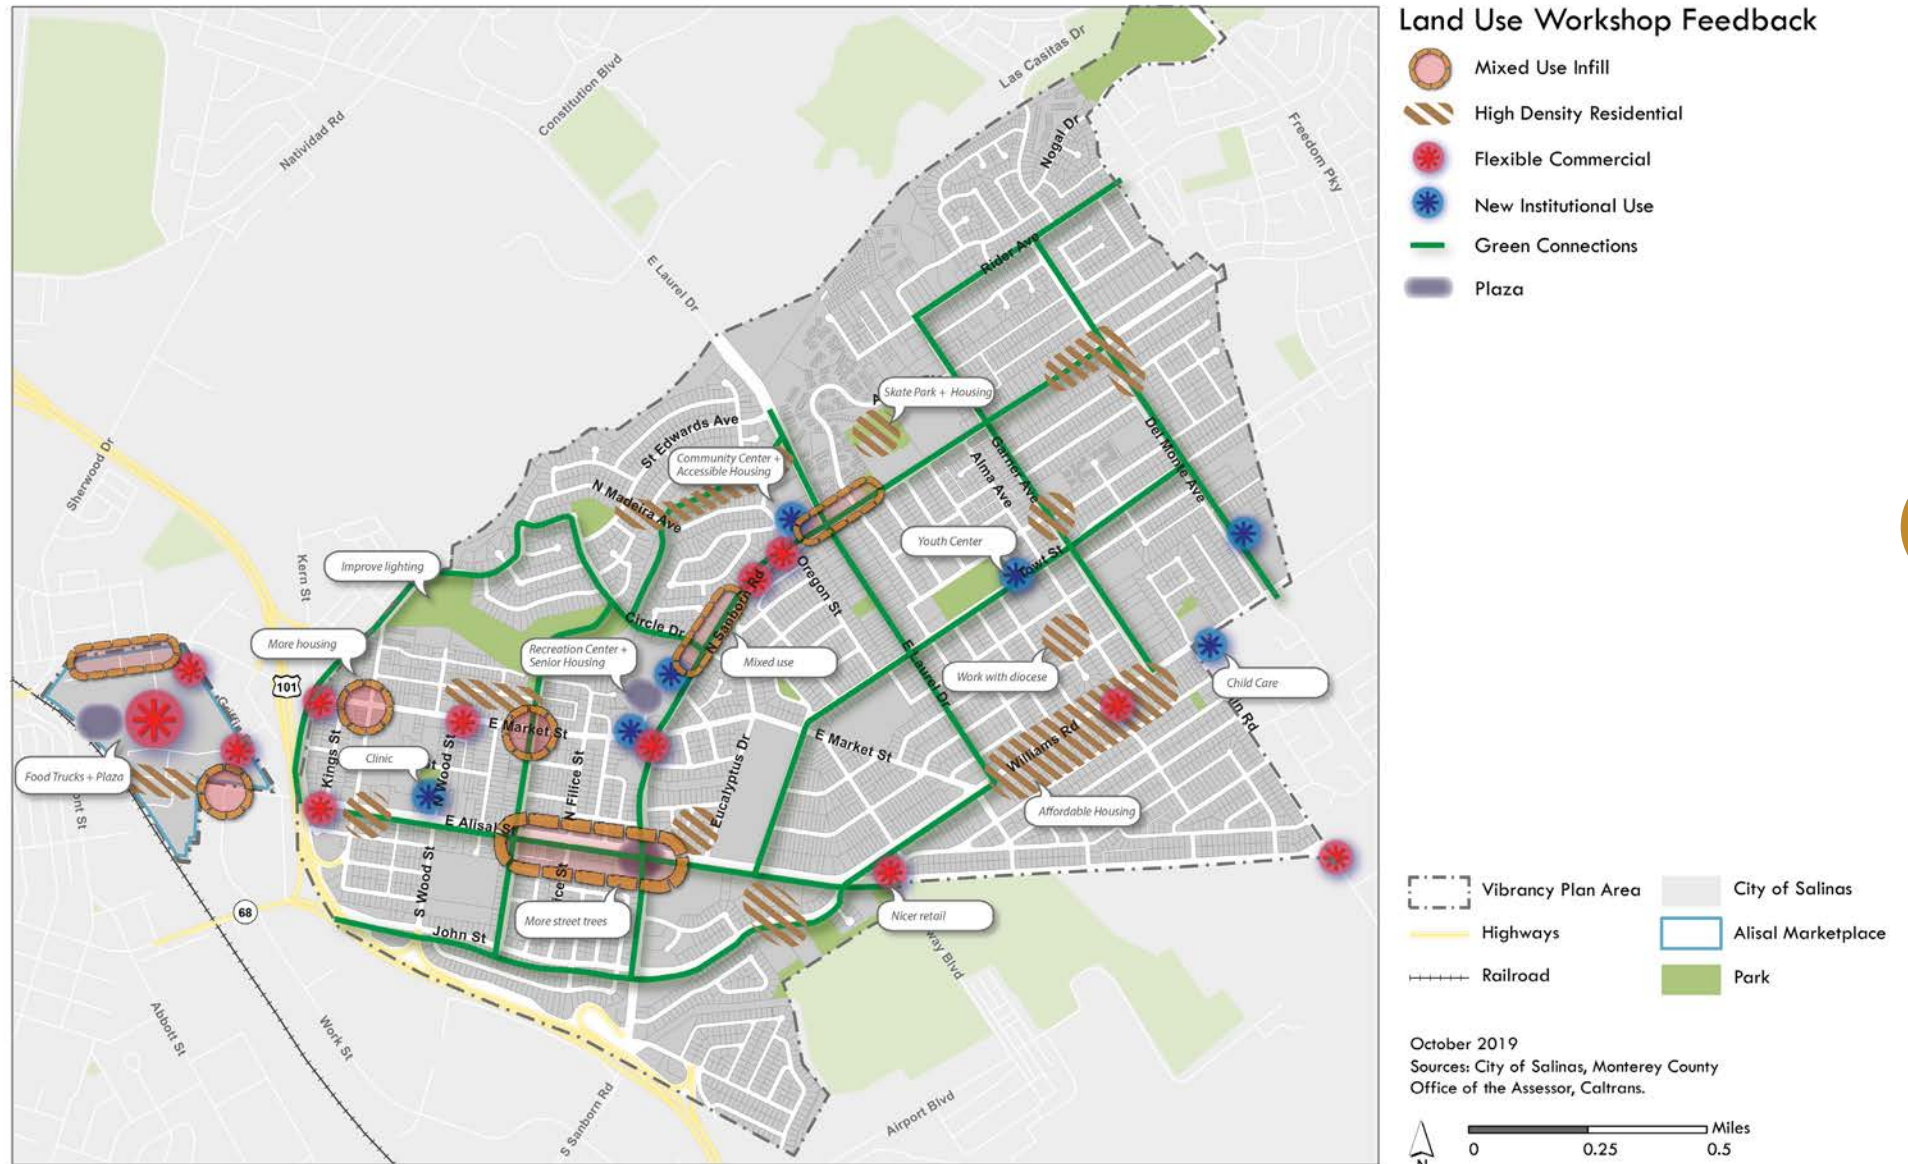 Land Use Workshop Feedback
Mixed Use Infill
High Density Residential
Flexible Commercial
New Institutional Use
Green Connections
Plaza
Las Casitas Dr
Constitution Blvd
Natividad Rd
Freedom Pky
Nogal Dr
E Laurel Dr
Rider Ave
Sherwood Dr
Skate Park + Housing
St Edwards Ave
Community Center +
Accessible Housing
N Madeira Ave
Garner Ave
Alma Ave
Del Monte Ave
Youth Center
Towt St
Kern St
Improve lighting
Oregon St
N Sanborn Rd
Circle Dr
More housing
Recreation Center +
Senior Housing
Mixed use
Work with diocese
Child Care
E Laurel Dr
101
Kings St
E Market St
N Wood St
Clinic
N Filice St
Eucalyptus Dr
E Market St
Williams Rd
Food Trucks + Plaza
Affordable Housing
E Alisal St
S Wood St
More street trees
Nicer retail
68
John St
Abbott St
Work St
S Sanborn Rd
Airport Blvd
Vibrancy Plan Area
City of Salinas
Highways
Alisal Marketplace
Railroad
Park
October 2019
Sources: City of Salinas, Monterey County
Office of the Assessor, Caltrans.
Miles
0 0.25 0.5
N